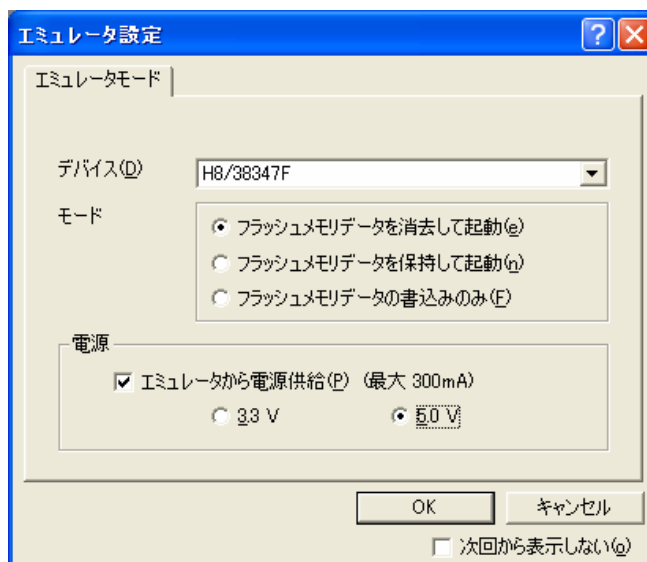 エミュレータ設定
エミュレータモード
デバイス(D) H8/38347F
モード
フラッシュメモリデータを消去して起動(e)
フラッシュメモリデータを保持して起動(n)
フラッシュメモリデータの書込みのみ(F)
電源
エミュレータから電源供給(P) (最大 300mA)
3.3 V 5.0 V
OK キャンセル
次回から表示しない(o)